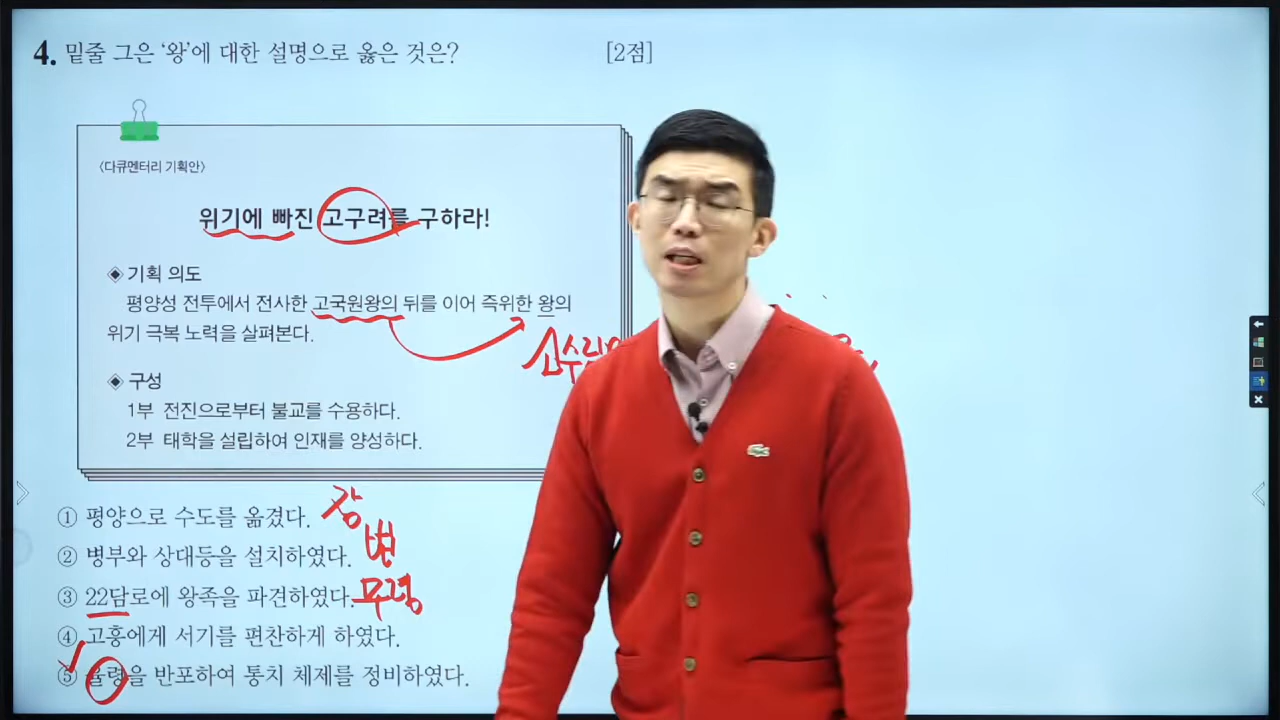 4. 밑줄 그은 '왕'에 대한 설명으로 옳은 것은? [2점]
<다큐멘터리 기획안>
위기에 빠진 고구려를 구하라!
◈ 기획 의도
평양성 전투에서 전사한 고국원왕의 뒤를 이어 즉위한 왕의
위기 극복 노력을 살펴본다.
소수리
◈ 구성
1부 전진으로부터 불교를 수용하다.
2부 태학을 설립하여 인재를 양성하다.
① 평양으로 수도를 옮겼다. 장
② 병부와 상대등을 설치하였다. 법
③ 22담로에 왕족을 파견하였다. 무령
④ 고흥에게 서기를 편찬하게 하였다.
⑤ 율령을 반포하여 통치 체제를 정비하였다.